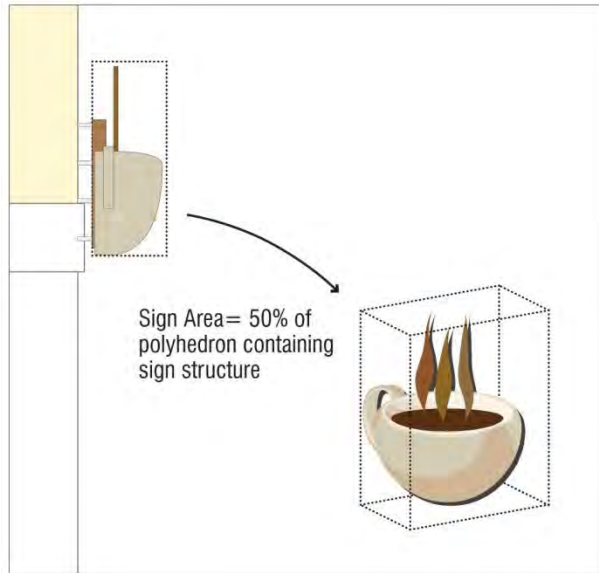 Sign Area= 50% of
polyhedron containing
sign structure